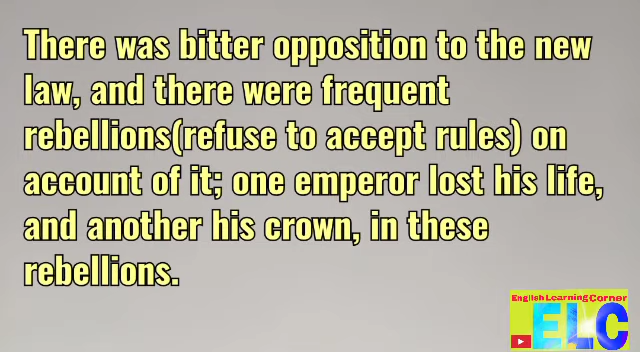 There was bitter opposition to the new
law, and there were frequent
rebellions(refuse to accept rules) on
account of it; one emperor lost his life,
and another his crown, in these
rebellions.
English Learning Corner
ELC